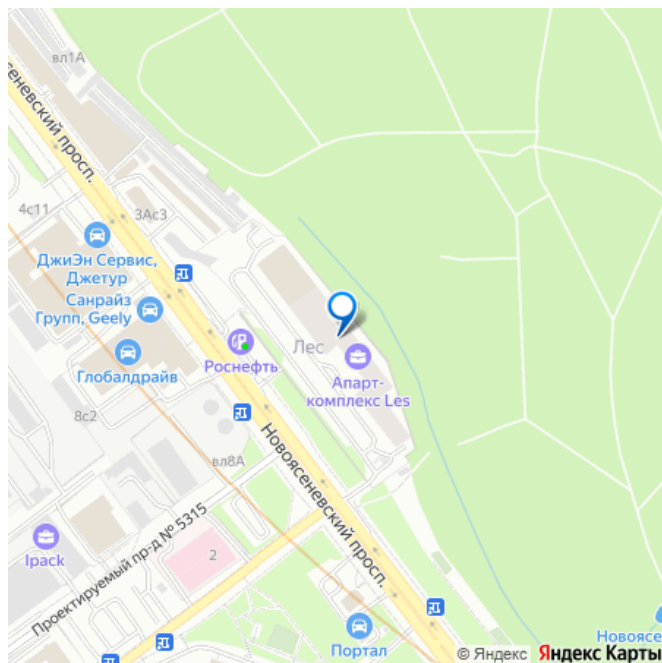 вл1А
сеневский просп.
4с11
3Ас3
ДжиЭн Сервис,
Джетур
Санрайз
Групп, Geely
Роснефть
Лес
Глобалдрайв
Апарт-
комплекс Les
8с2
вл8А
Новоясеневский просп.
Проектируемый пр-д № 5315
Ipack
2
Портал
Новоясе
© Яндекс Яндекс Карты